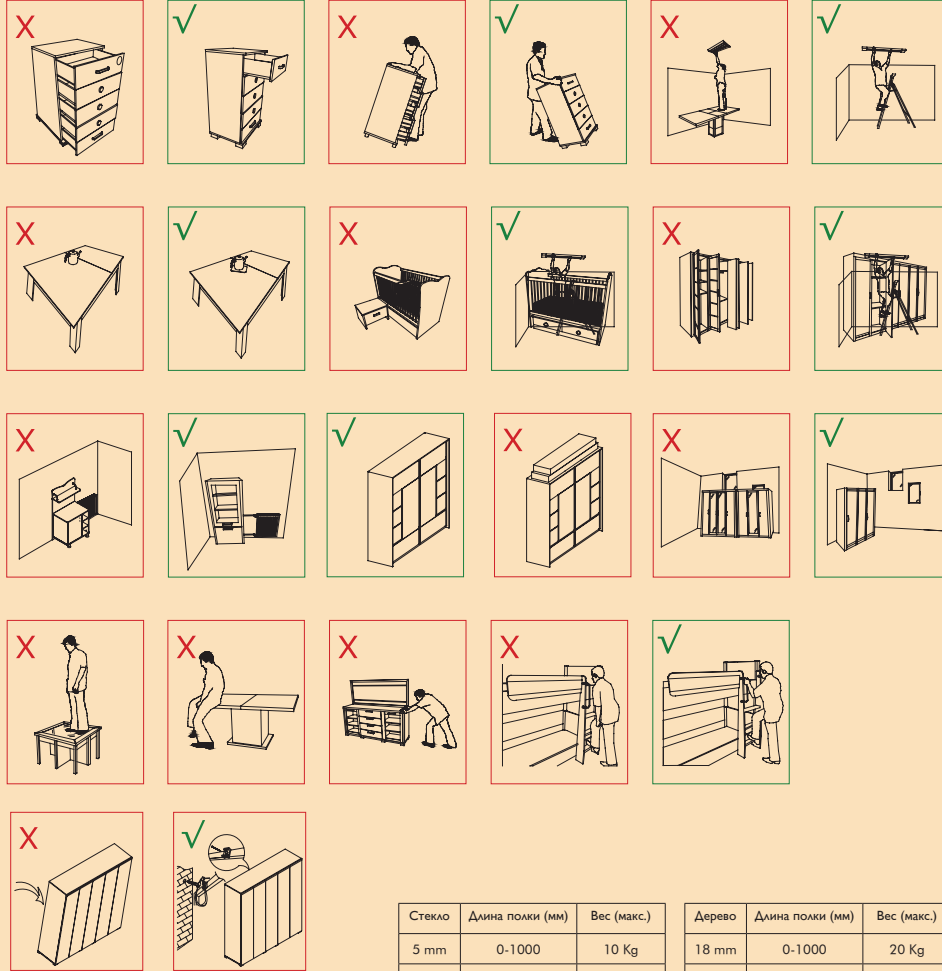 X √ X √ X √
X √ X √ X √
X √ √ X X √
X X X X √
X √
Стекло Длина полки (мм) Вес (макс.)
5 mm 0-1000 10 Kg
Дерево Длина полки (мм) Вес (макс.)
18 mm 0-1000 20 Kg